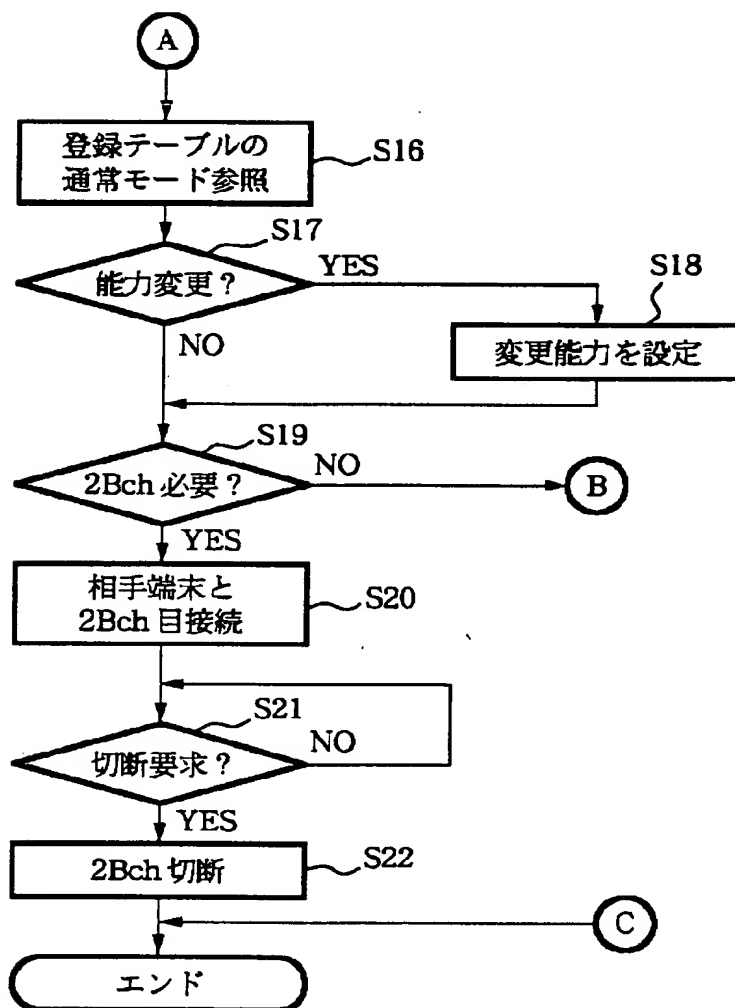 A
登録テーブルの
通常モード参照
S16
S17
能力変更？
YES
NO
S18
変更能力を設定
S19
2Bch 必要？
NO
B
YES
相手端末と
2Bch 目接続
S20
S21
切断要求？
NO
YES
2Bch 切断
S22
C
エンド